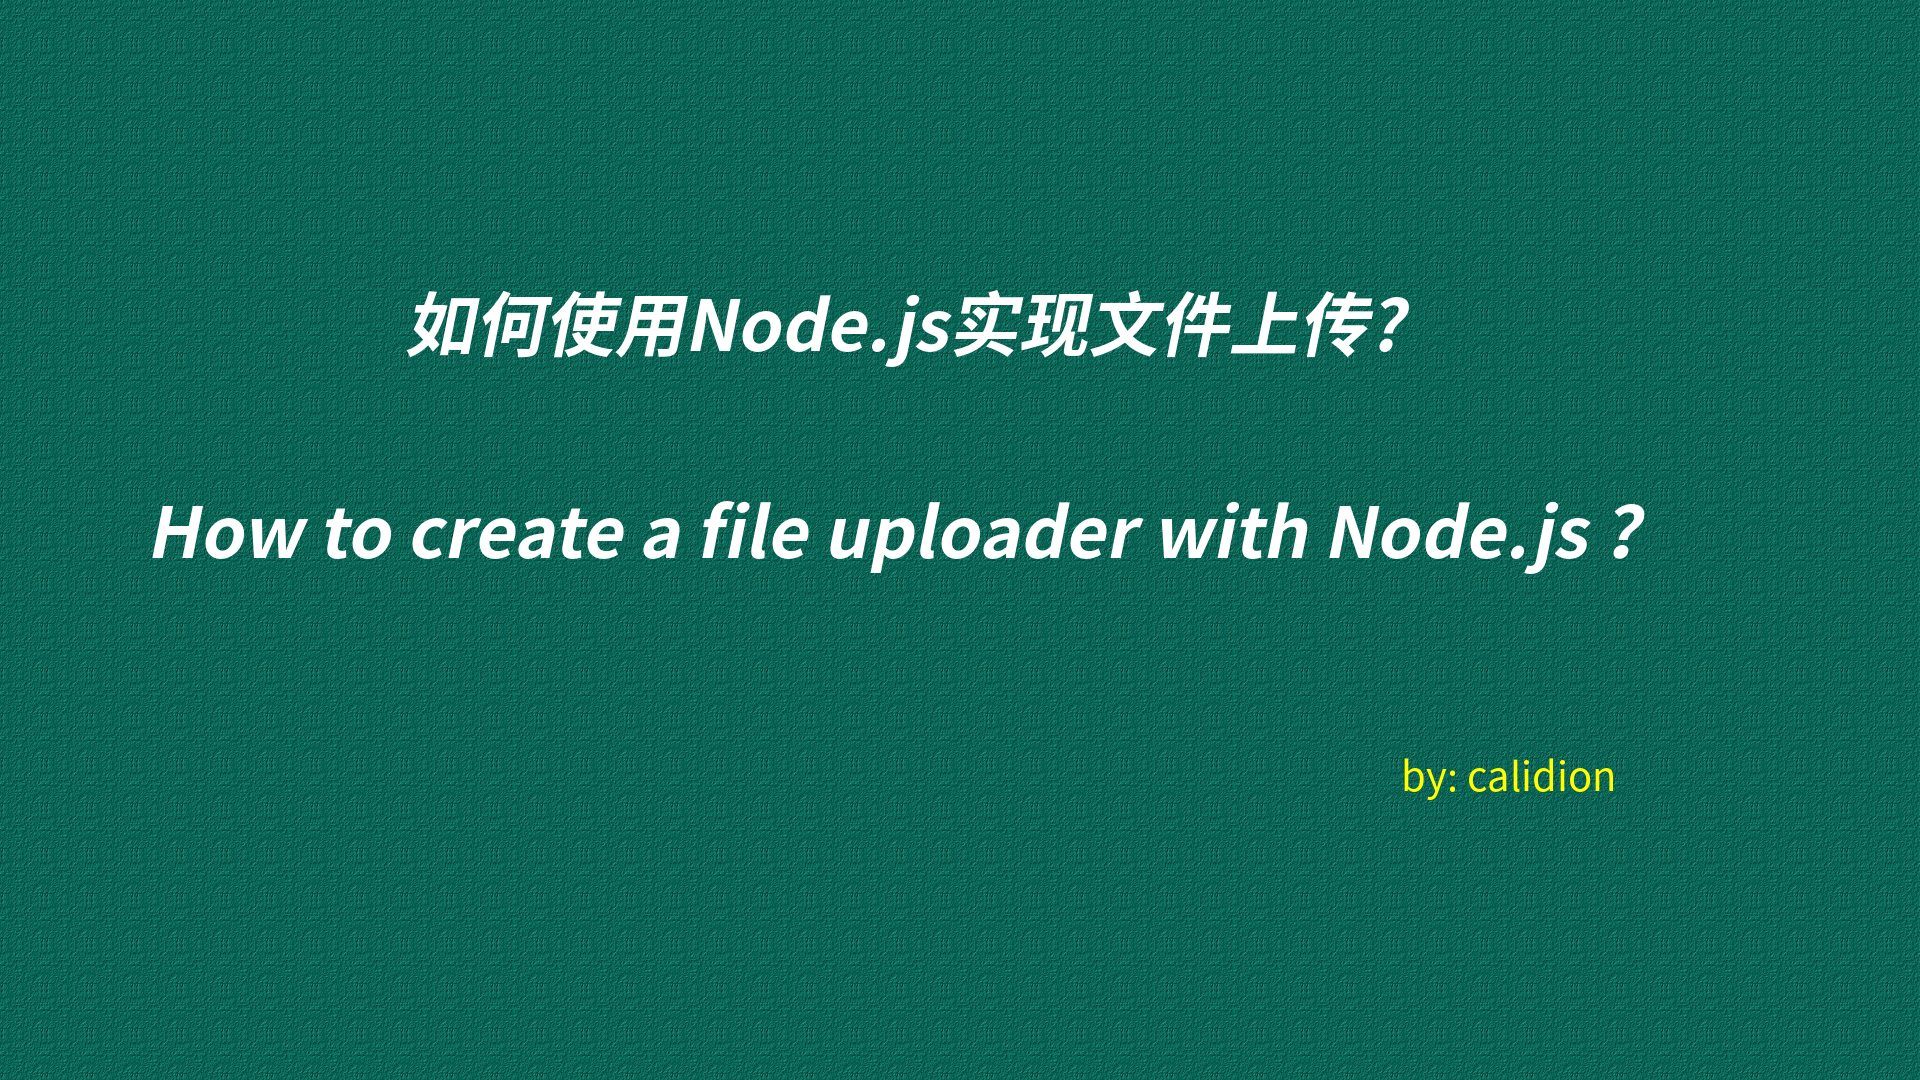 如何使用Node.js实现文件上传?
How to create a file uploader with Node.js？
by: calidion